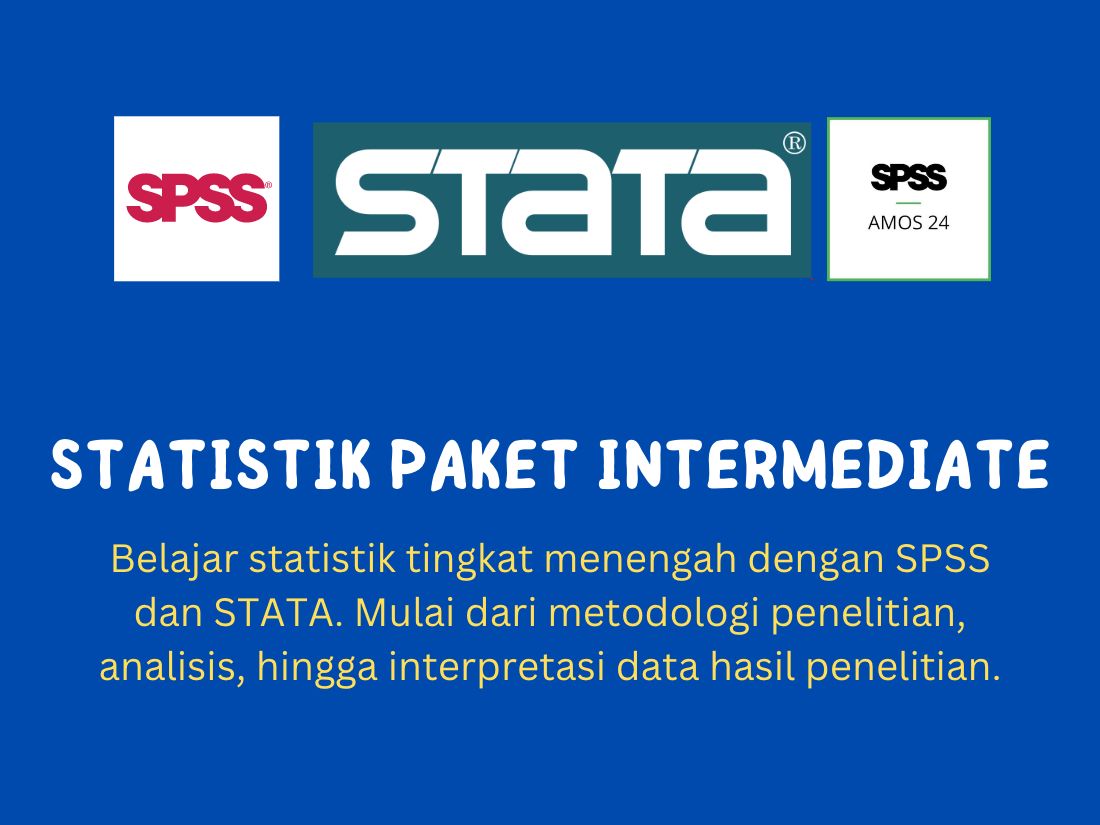 SPSS®
STATA®
SPSS
AMOS 24
STATISTIK PAKET INTERMEDIATE
Belajar statistik tingkat menengah dengan SPSS
dan STATA. Mulai dari metodologi penelitian,
analisis, hingga interpretasi data hasil penelitian.